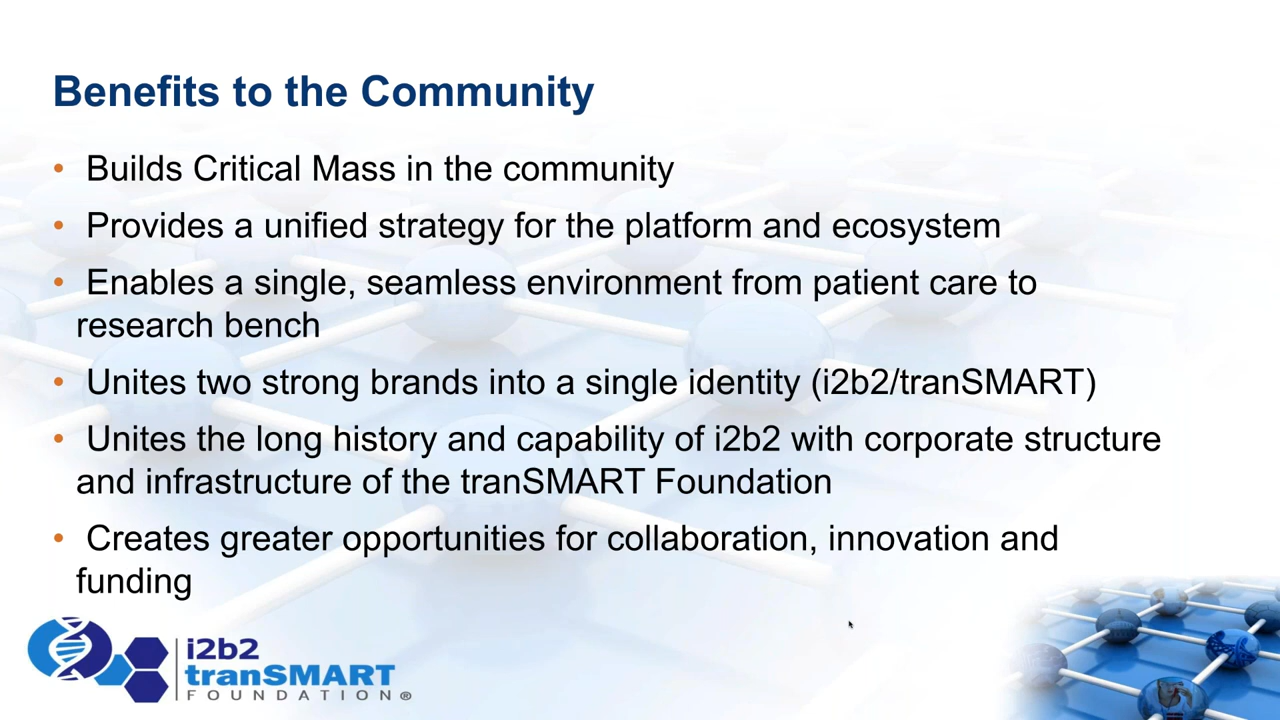 Benefits to the Community
• Builds Critical Mass in the community
• Provides a unified strategy for the platform and ecosystem
• Enables a single, seamless environment from patient care to
research bench
• Unites two strong brands into a single identity (i2b2/tranSMART)
• Unites the long history and capability of i2b2 with corporate structure
and infrastructure of the tranSMART Foundation
• Creates greater opportunities for collaboration, innovation and
funding
i2b2
tranSMART
FOUNDATION®